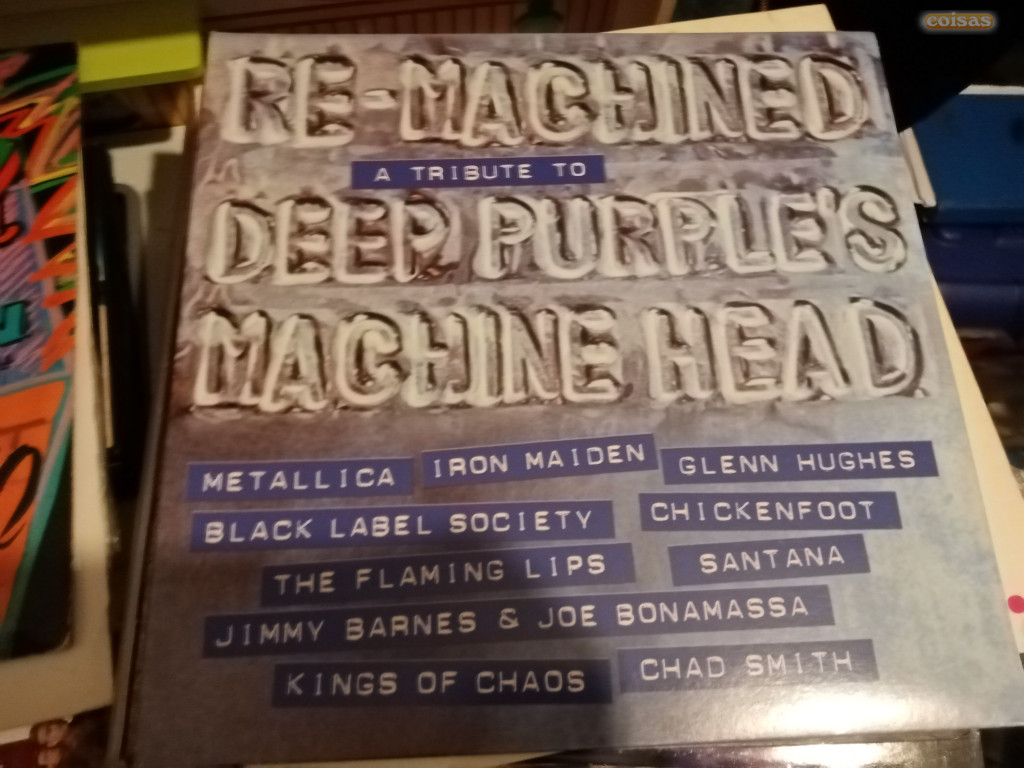 coisas
RE-MACHINED
A TRIBUTE TO
DEEP PURPLE'S
MACHINE HEAD
METALLICA IRON MAIDEN GLENN HUGHES
BLACK LABEL SOCIETY CHICKENFOOT
THE FLAMING LIPS SANTANA
JIMMY BARNES & JOE BONAMASSA
KINGS OF CHAOS CHAD SMITH